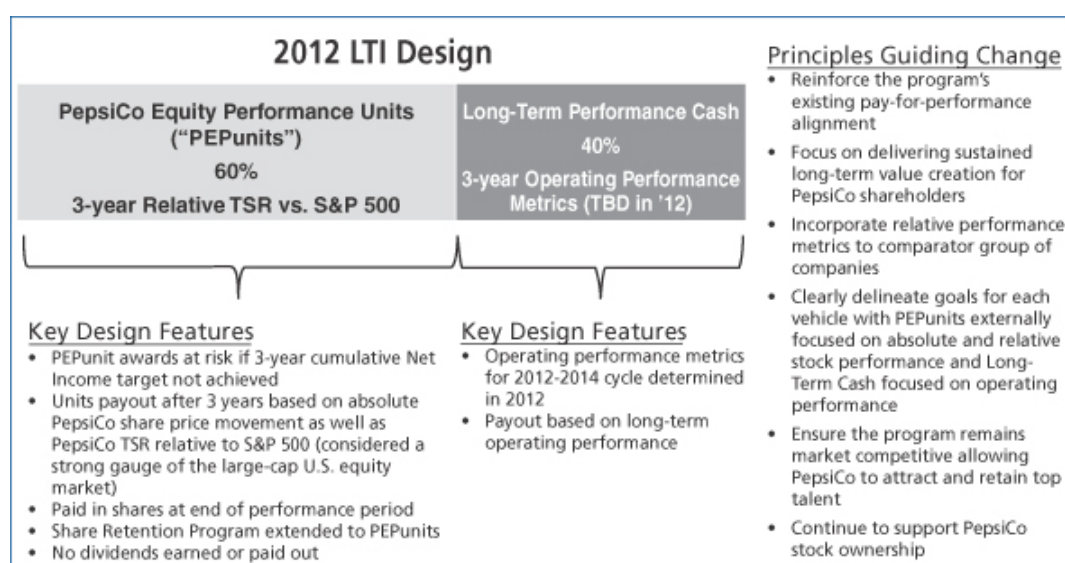 2012 LTI Design
PepsiCo Equity Performance Units
(“PEPunits”)
60%
3-year Relative TSR vs. S&P 500
Long-Term Performance Cash
40%
3-year Operating Performance
Metrics (TBD in ’12)
Key Design Features
• PEPunit awards at risk if 3-year cumulative Net
Income target not achieved
• Units payout after 3 years based on absolute
PepsiCo share price movement as well as
PepsiCo TSR relative to S&P 500 (considered a
strong gauge of the large-cap U.S. equity
market)
• Paid in shares at end of performance period
• Share Retention Program extended to PEPunits
• No dividends earned or paid out
Key Design Features
• Operating performance metrics
for 2012-2014 cycle determined
in 2012
• Payout based on long-term
operating performance
Principles Guiding Change
• Reinforce the program’s
existing pay-for-performance
alignment
• Focus on delivering sustained
long-term value creation for
PepsiCo shareholders
• Incorporate relative performance
metrics to comparator group of
companies
• Clearly delineate goals for each
vehicle with PEPunits externally
focused on absolute and relative
stock performance and Long-
Term Cash focused on operating
performance
• Ensure the program remains
market competitive allowing
PepsiCo to attract and retain top
talent
• Continue to support PepsiCo
stock ownership